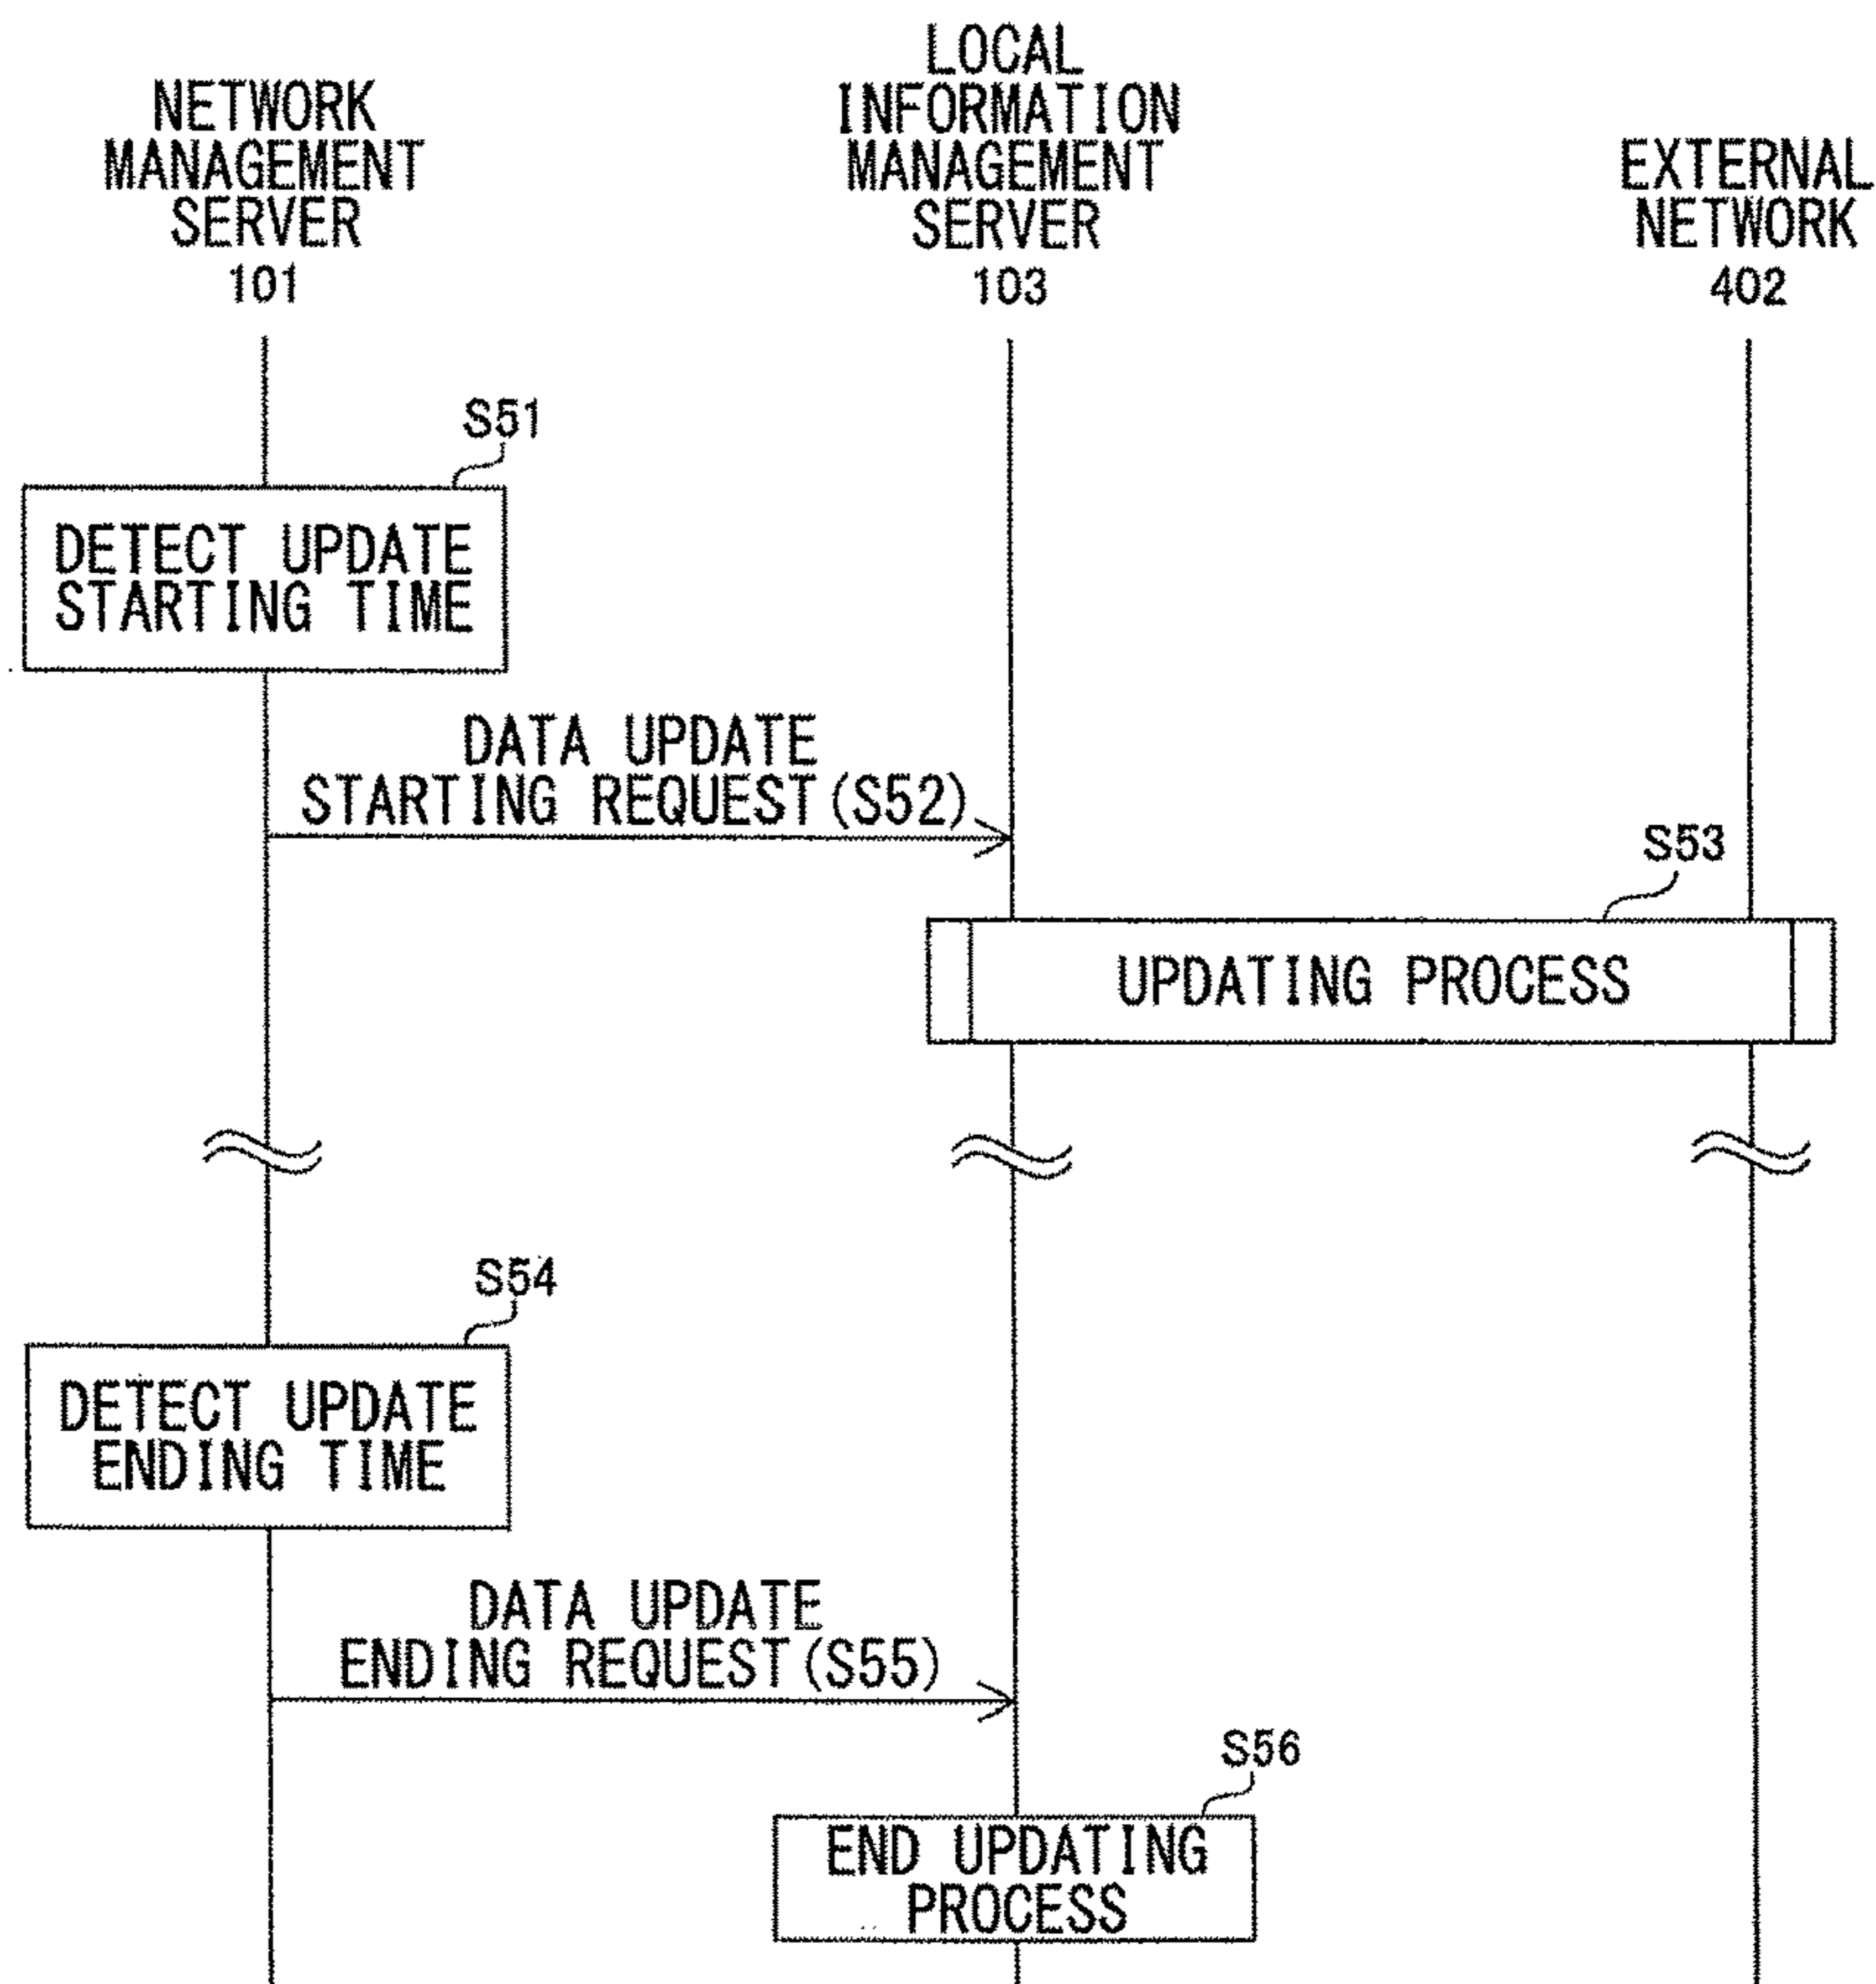 NETWORK
MANAGEMENT
SERVER
101
LOCAL
INFORMATION
MANAGEMENT
SERVER
103
EXTERNAL
NETWORK
402
S51
DETECT UPDATE
STARTING TIME
DATA UPDATE
STARTING REQUEST(S52)
S53
UPDATING PROCESS
S54
DETECT UPDATE
ENDING TIME
DATA UPDATE
ENDING REQUEST(S55)
S56
END UPDATING
PROCESS